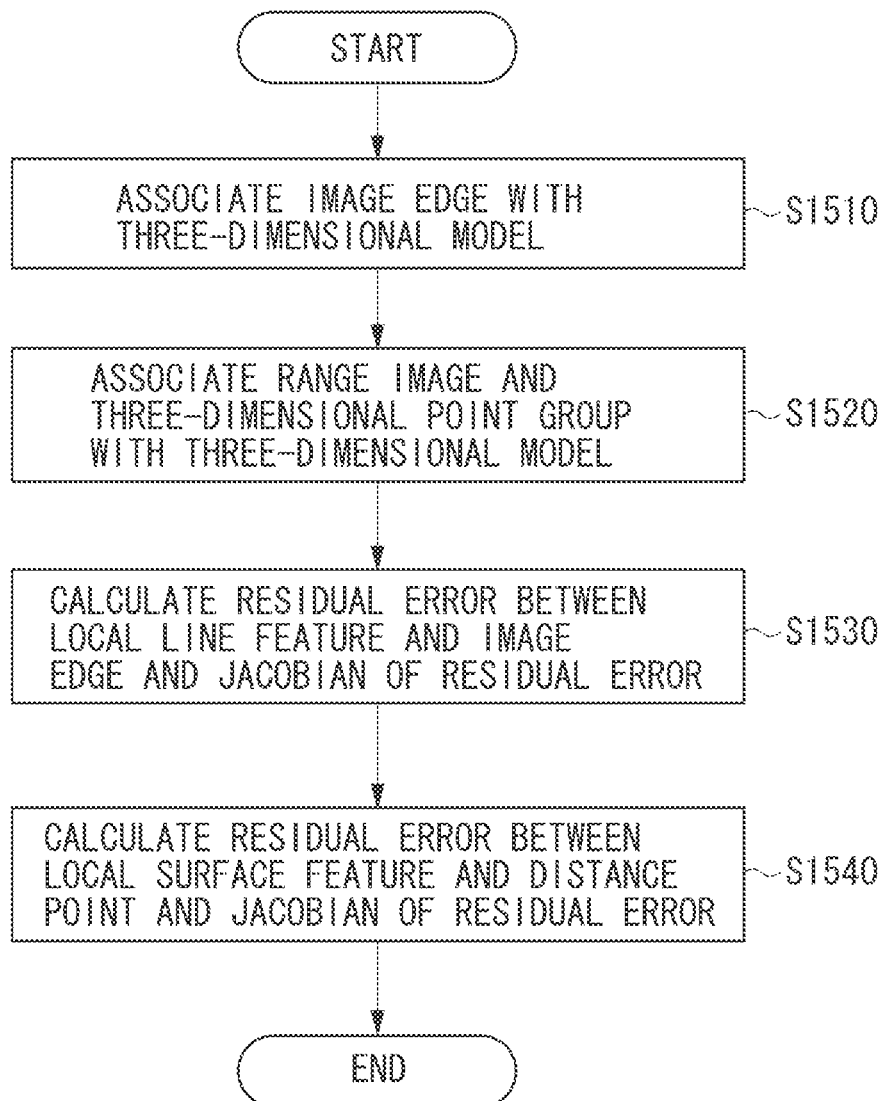 START
ASSOCIATE IMAGE EDGE WITH
THREE-DIMENSIONAL MODEL
S1510
ASSOCIATE RANGE IMAGE AND
THREE-DIMENSIONAL POINT GROUP
WITH THREE-DIMENSIONAL MODEL
S1520
CALCULATE RESIDUAL ERROR BETWEEN
LOCAL LINE FEATURE AND IMAGE
EDGE AND JACOBIAN OF RESIDUAL ERROR
S1530
CALCULATE RESIDUAL ERROR BETWEEN
LOCAL SURFACE FEATURE AND DISTANCE
POINT AND JACOBIAN OF RESIDUAL ERROR
S1540
END